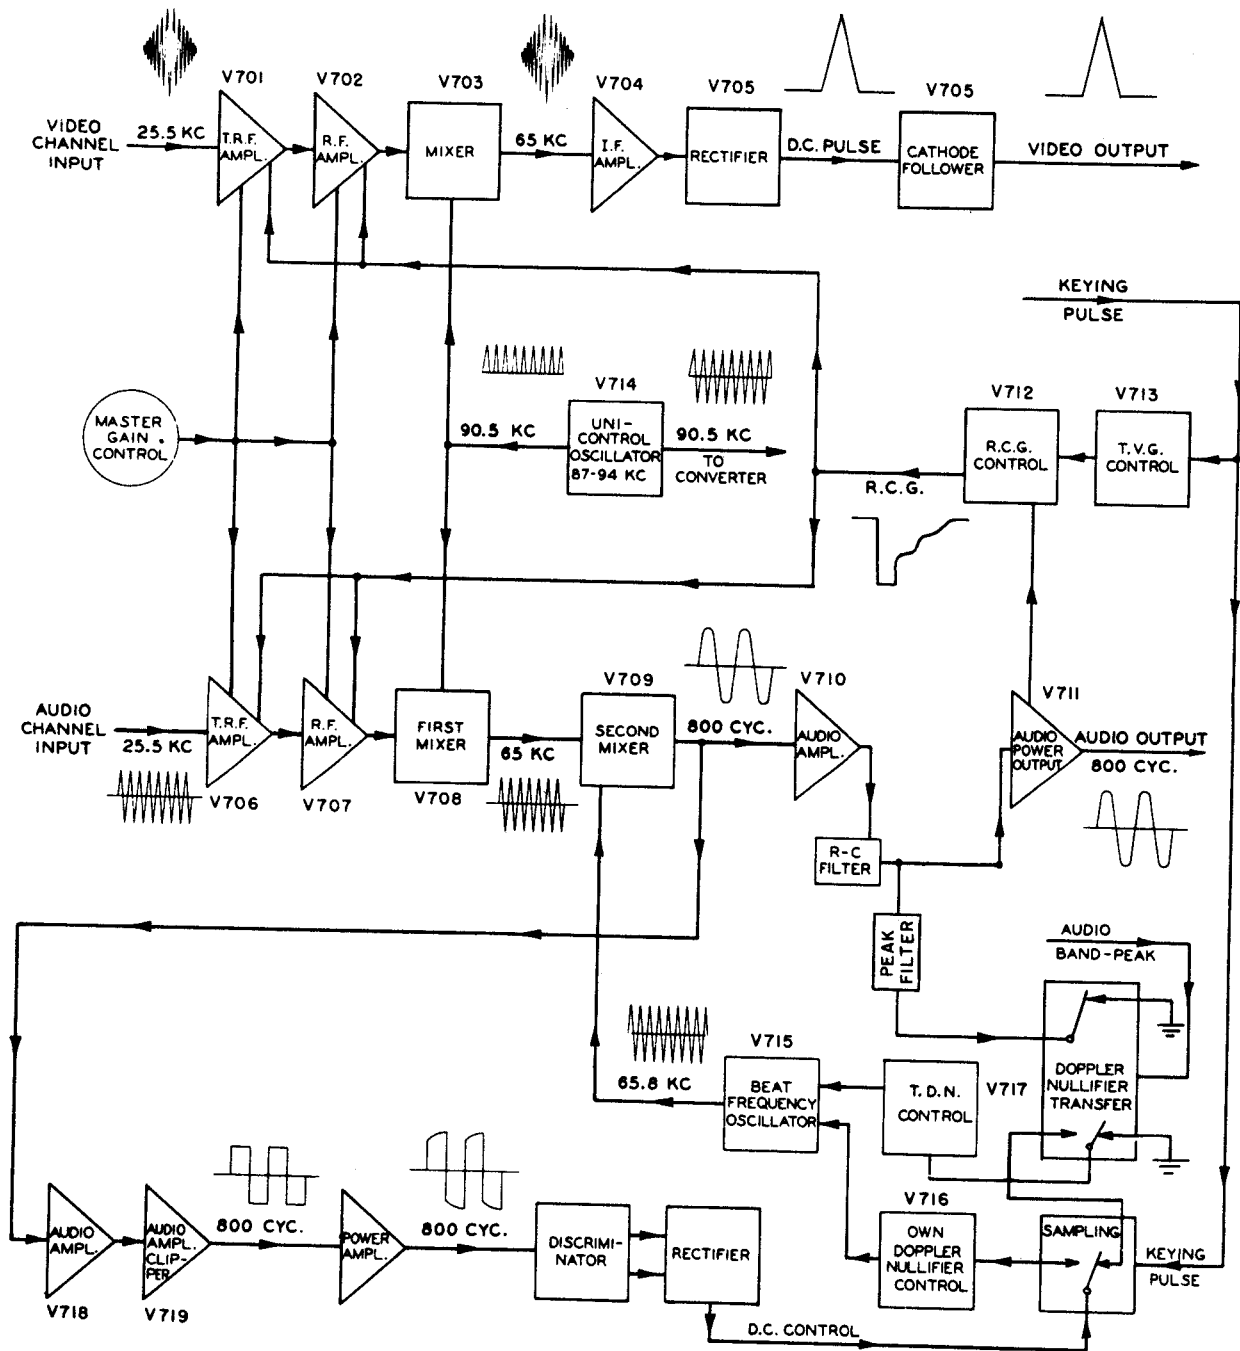 V701
V702
V703
V704
V705
V705
VIDEO
CHANNEL
INPUT
25.5 KC
T.R.F.
AMPL.
R.F.
AMPL.
MIXER
65 KC
I.F.
AMPL.
RECTIFIER
D.C. PULSE
CATHODE
FOLLOWER
VIDEO OUTPUT
KEYING
PULSE
MASTER
GAIN
CONTROL
V714
90.5 KC
UNI-
CONTROL
OSCILLATOR
87-94 KC
90.5 KC
TO
CONVERTER
V712
R.C.G.
CONTROL
V713
T.V.G.
CONTROL
R.C.G.
AUDIO
CHANNEL
INPUT
25.5 KC
T.R.F.
AMPL.
V706
R.F.
AMPL.
V707
FIRST
MIXER
V708
65 KC
V709
SECOND
MIXER
800 CYC.
V710
AUDIO
AMPL.
V711
AUDIO
POWER
OUTPUT
AUDIO OUTPUT
800 CYC.
R-C
FILTER
PEAK
FILTER
AUDIO
BAND-PEAK
DOPPLER
NULLIFIER
TRANSFER
65.8 KC
V715
BEAT
FREQUENCY
OSCILLATOR
T.D.N.
CONTROL
V717
V716
OWN
DOPPLER
NULLIFIER
CONTROL
SAMPLING
KEYING
PULSE
AUDIO
AMPL.
V718
AUDIO
AMPL.
CLIP-
PER
V719
800 CYC.
POWER
AMPL.
800 CYC.
DISCRIMI-
NATOR
RECTIFIER
D.C. CONTROL